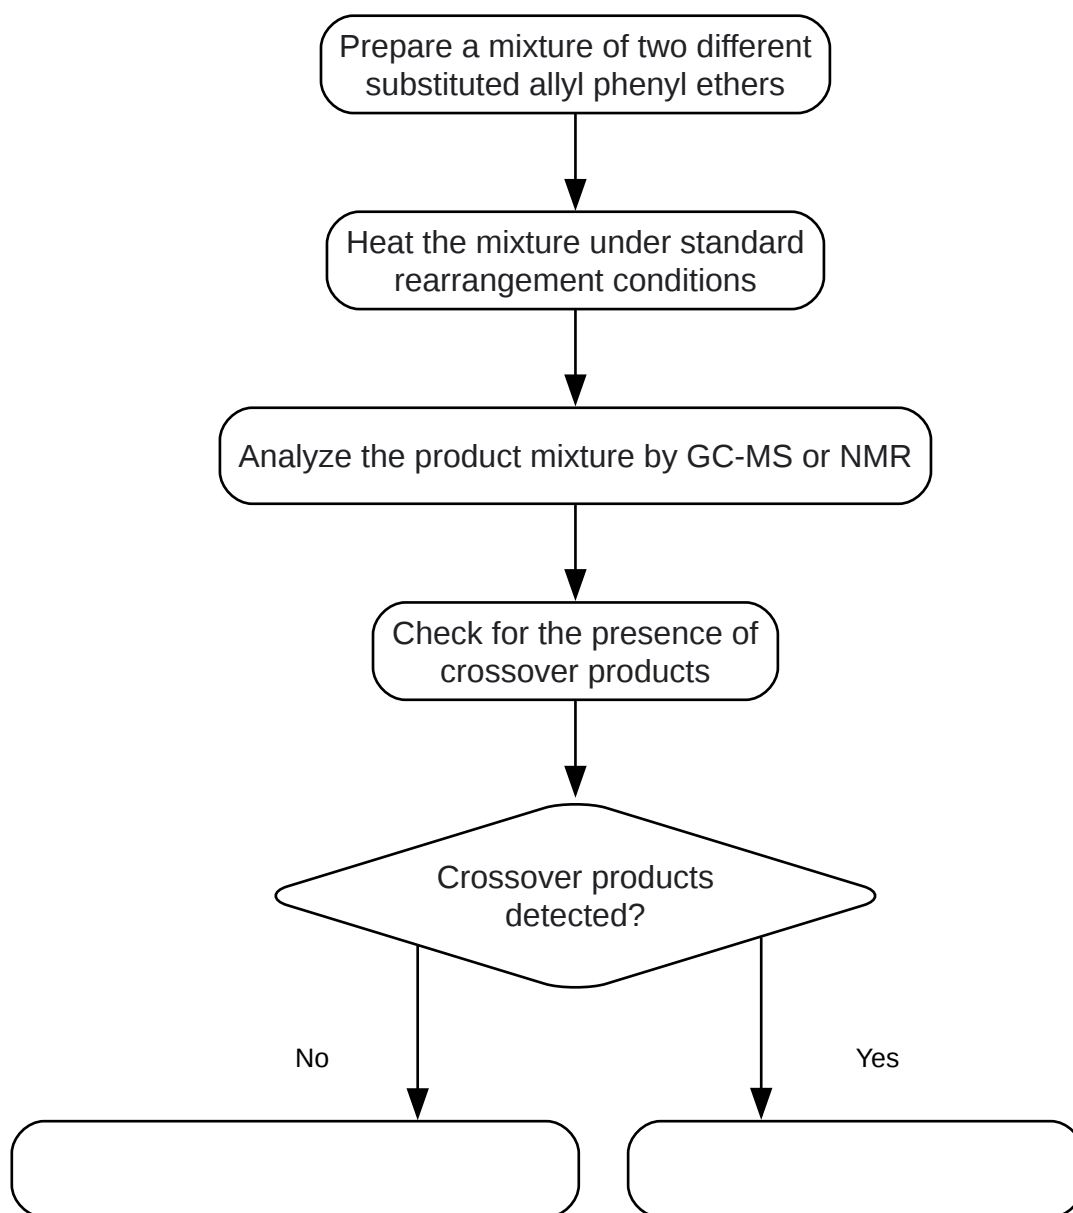 Prepare a mixture of two different
substituted allyl phenyl ethers
Heat the mixture under standard
rearrangement conditions
Analyze the product mixture by GC-MS or NMR
Check for the presence of
crossover products
Crossover products
detected?
No
Yes